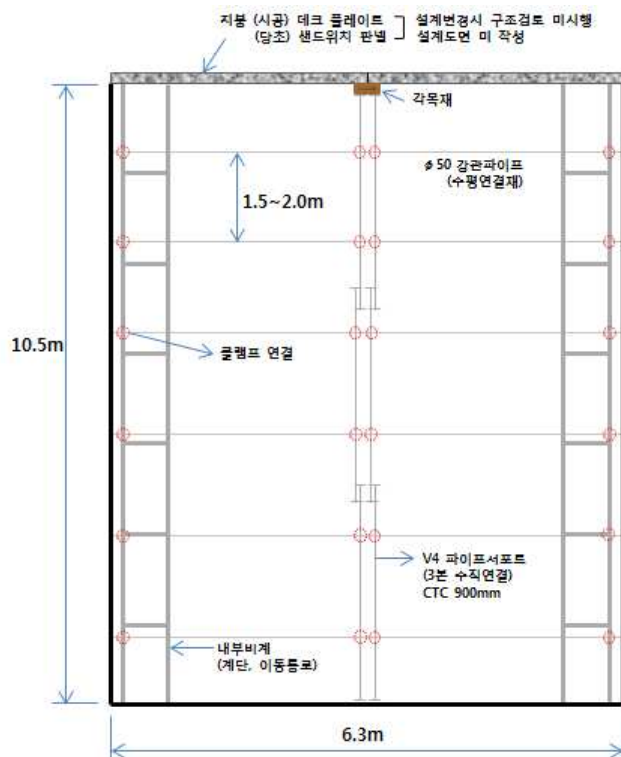 지붕 (시공) 데크 플레이트
(당초) 샌드위치 판넬
설계변경시 구조검토 미시행
설계도면 미 작성
각목재
ϕ50 강관파이프
(수평연결재)
1.5~2.0m
10.5m
클램프 연결
V4 파이프서포트
(3본 수직연결)
CTC 900mm
내부비계
(계단, 이동통로)
6.3m